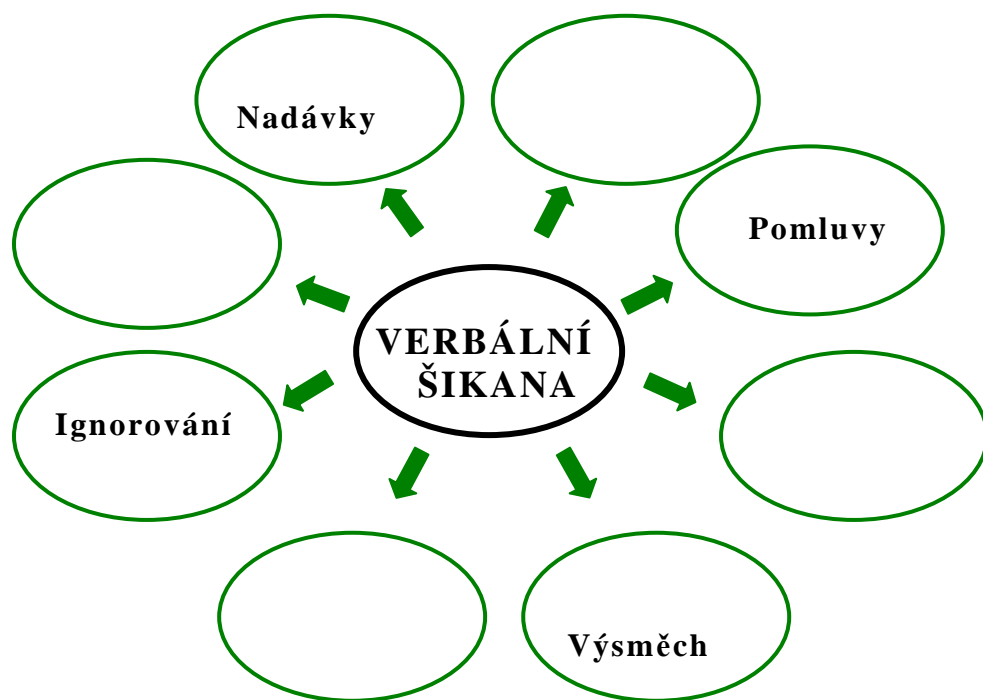 Nadávky
Pomluvy
VERBÁLNÍ
ŠIKANA
Ignorování
Výsměch